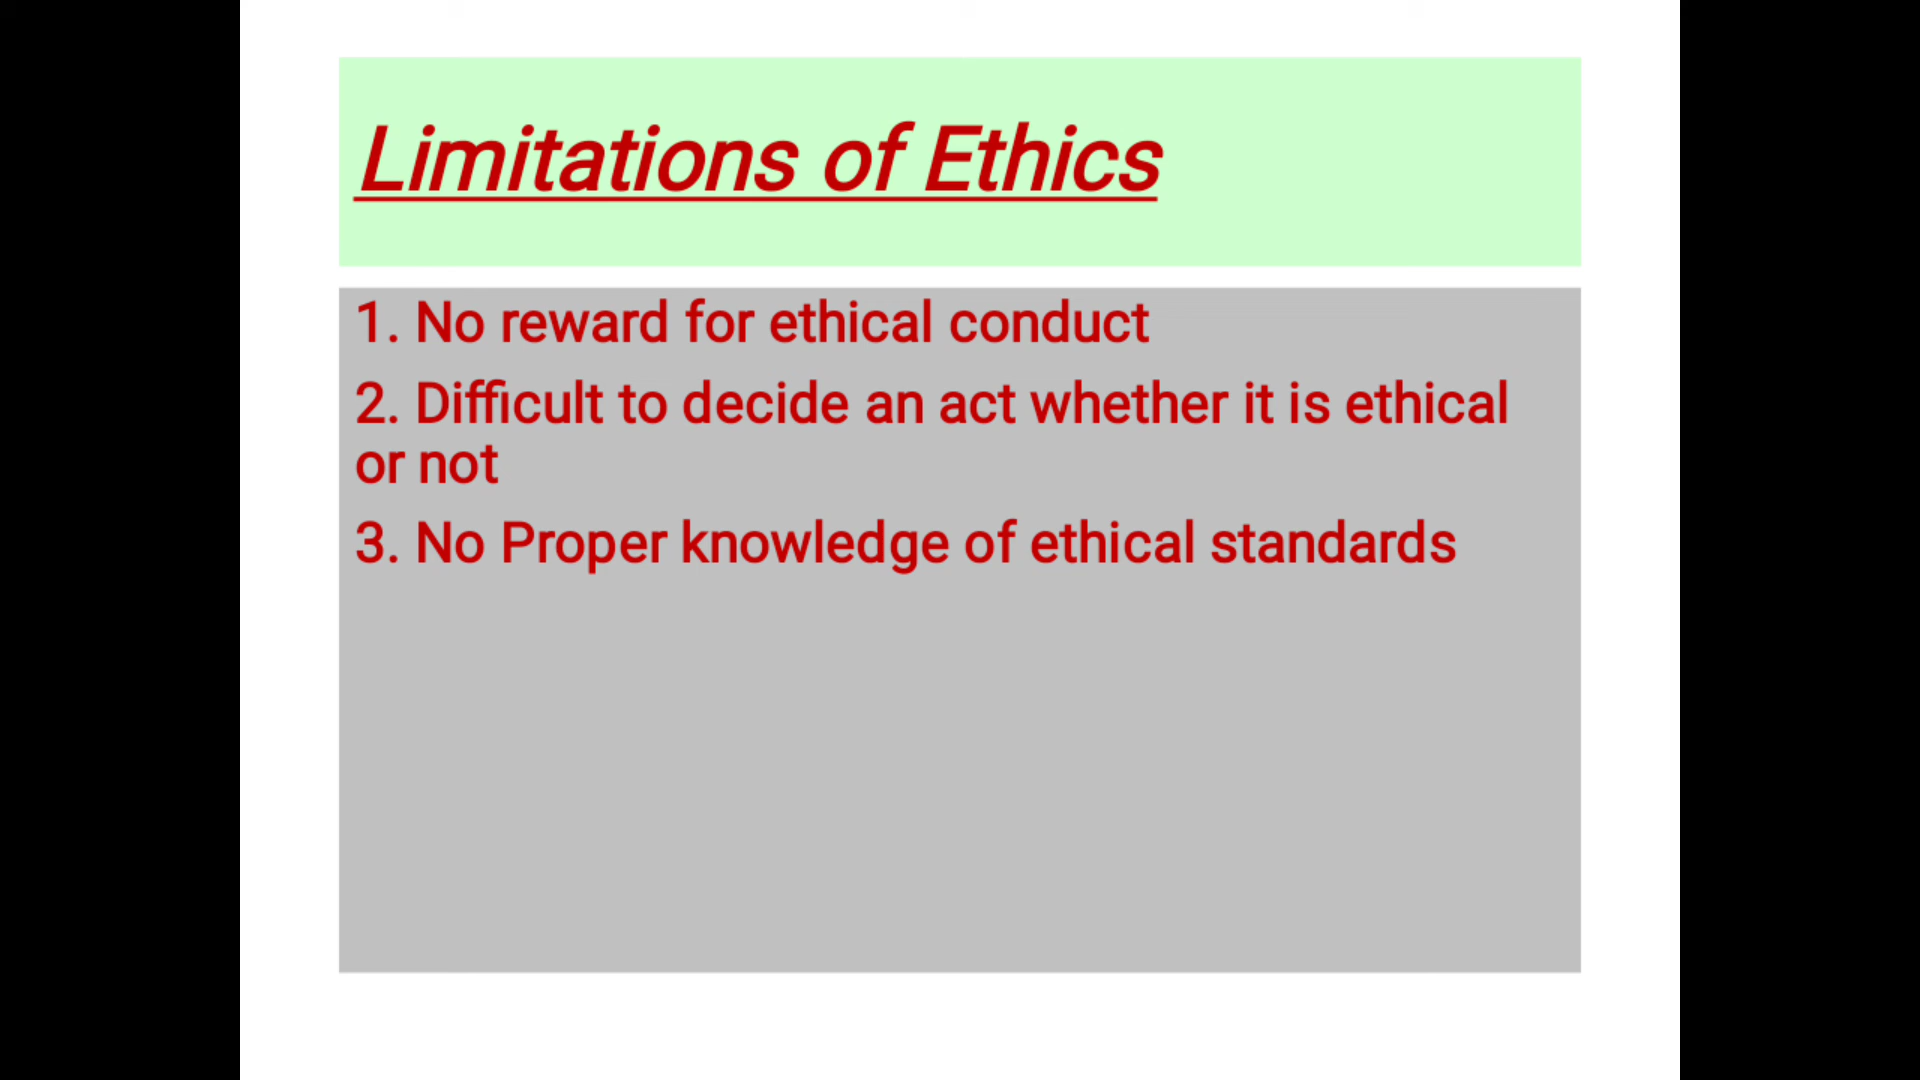 Limitations of Ethics
1. No reward for ethical conduct
2. Difficult to decide an act whether it is ethical
or not
3. No Proper knowledge of ethical standards